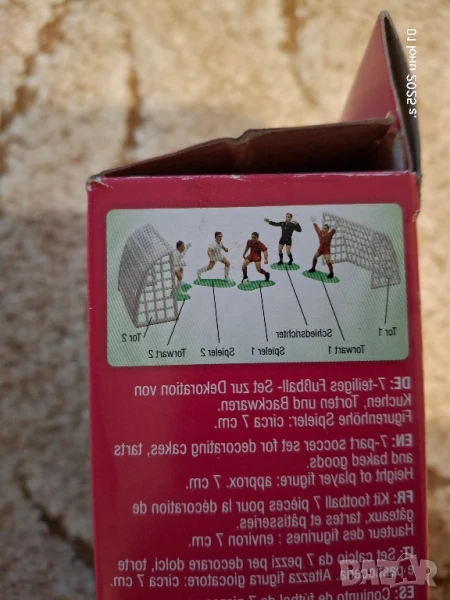 01 Юни 2025 г.
Tor 1
Torwart 1
Schiedsrichter
Spieler 1
Spieler 2
Torwart 2
Tor 2
DE: 7-teiliges Fußball- Set zur Dekoration von
Kuchen, Torten und Backwaren.
Figurenhöhe Spieler: circa 7 cm.
EN: 7-part soccer set for decorating cakes, tarts,
and baked goods.
Height of player figure: approx. 7 cm.
FR: Kit football 7 pièces pour la décoration de
gâteaux, tartes et pâtisseries.
Hauteur des figurines : environ 7 cm.
IT: Set calcio da 7 pezzi per decorare dolci, torte
e pasticceria. Altezza figura giocatore: circa 7 cm.
ES: Conjunto de fútbol de 7
BAZAR